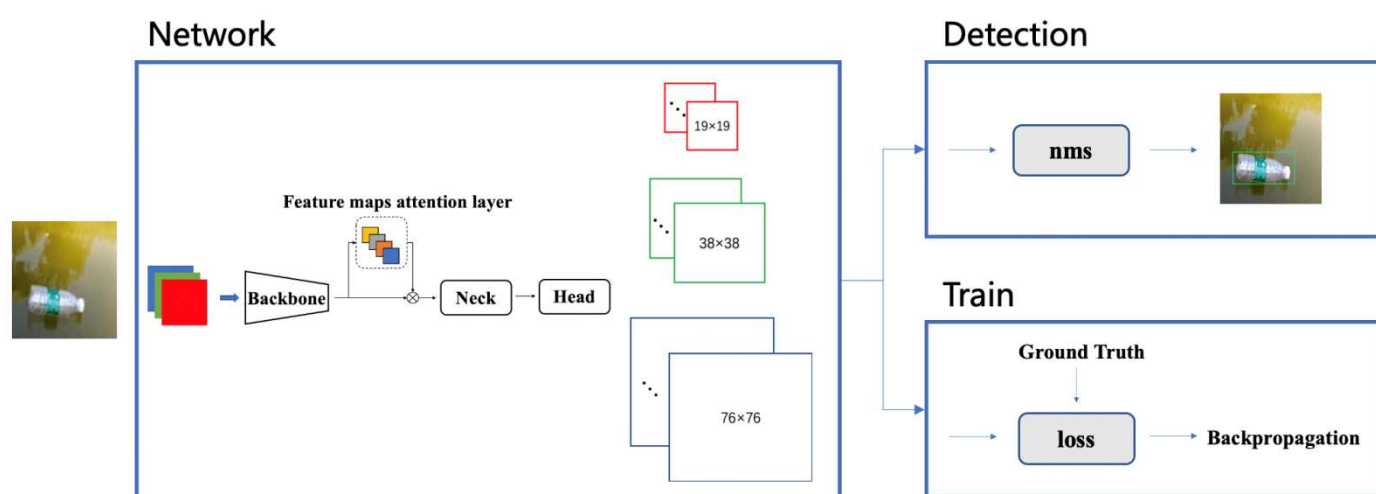 Network
Feature maps attention layer
Backbone
Neck
Head
19×19
38×38
76×76
Detection
nms
Train
Ground Truth
loss
Backpropagation